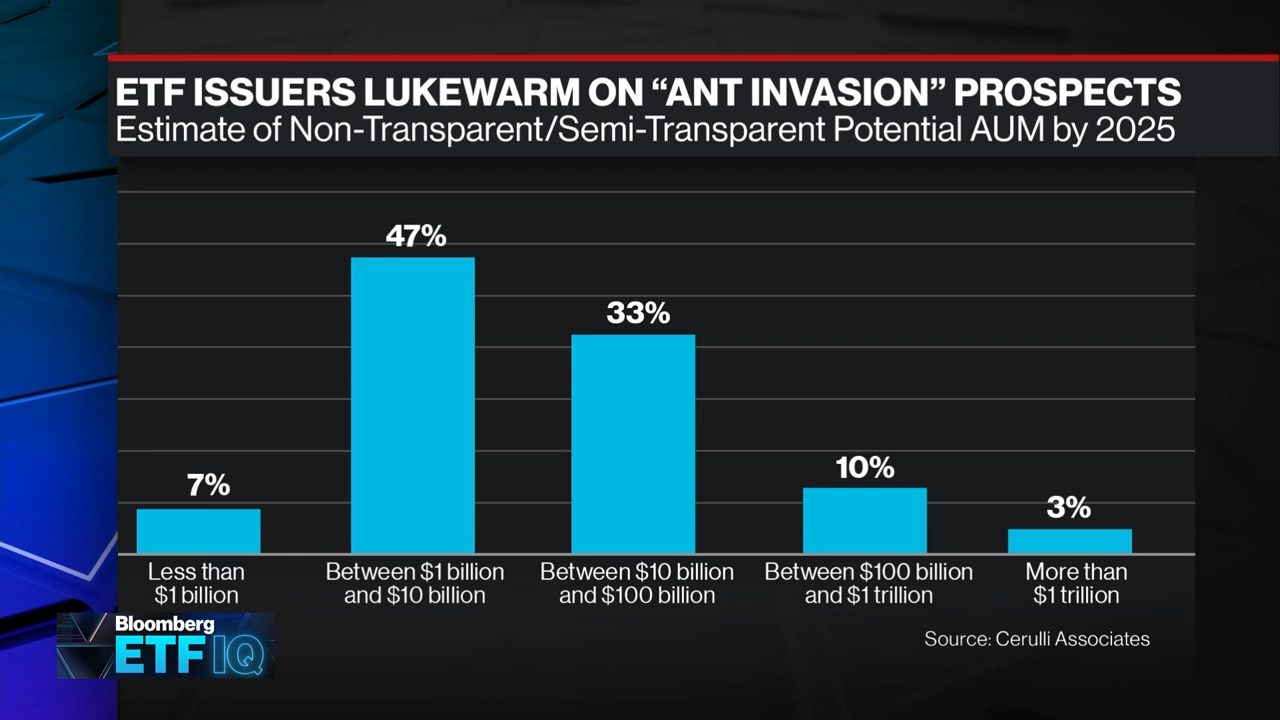 ETF ISSUERS LUKEWARM ON “ANT INVASION” PROSPECTS
Estimate of Non-Transparent/Semi-Transparent Potential AUM by 2025
47%
33%
10%
7%
3%
Less than
$1 billion
Between $1 billion
and $10 billion
Between $10 billion
and $100 billion
Between $100 billion
and $1 trillion
More than
$1 trillion
Source: Cerulli Associates
Bloomberg
ETF IQ